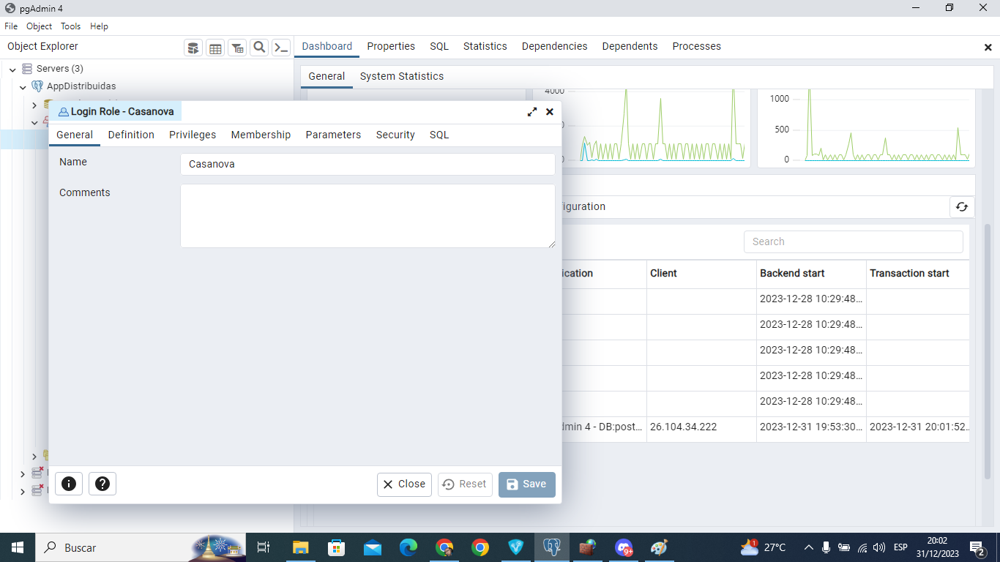 pgAdmin 4
File Object Tools Help
Object Explorer
Dashboard Properties SQL Statistics Dependencies Dependents Processes
Servers (3)
AppDistribuidas
General System Statistics
4000
1000
500
0
Login Role - Casanova
General Definition Privileges Membership Parameters Security SQL
Name
Casanova
Comments
Close
Reset
Save
Search
Client Backend start Transaction start
2023-12-28 10:29:48...
2023-12-28 10:29:48...
2023-12-28 10:29:48...
2023-12-28 10:29:48...
2023-12-28 10:29:48...
4 - DB:post... 26.104.34.222 2023-12-31 19:53:30... 2023-12-31 20:01:52...
Buscar
9+
1
27°C
ESP
20:02
31/12/2023
2